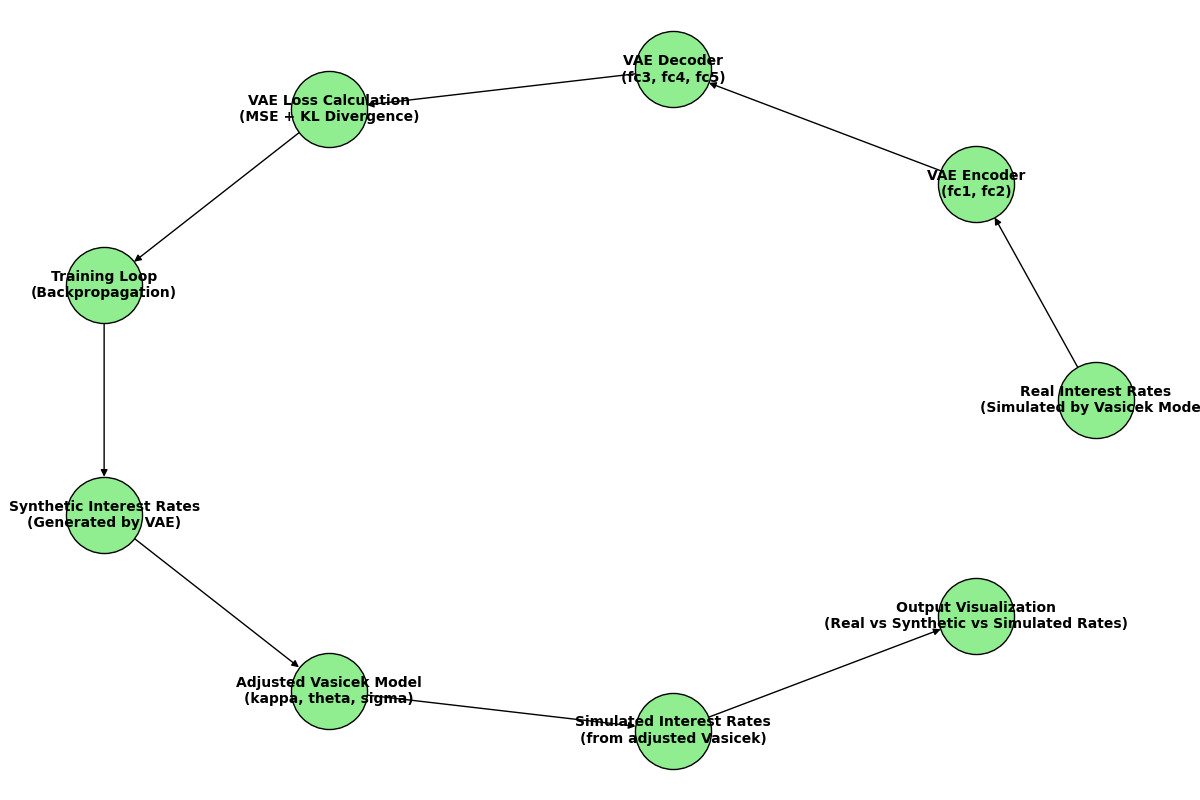 VAE Decoder
(fc3, fc4, fc5)
VAE Loss Calculation
(MSE + KL Divergence)
VAE Encoder
(fc1, fc2)
Training Loop
(Backpropagation)
Real Interest Rates
(Simulated by Vasicek Mode
Synthetic Interest Rates
(Generated by VAE)
Output Visualization
(Real vs Synthetic vs Simulated Rates)
Adjusted Vasicek Model
(kappa, theta, sigma)
Simulated Interest Rates
(from adjusted Vasicek)